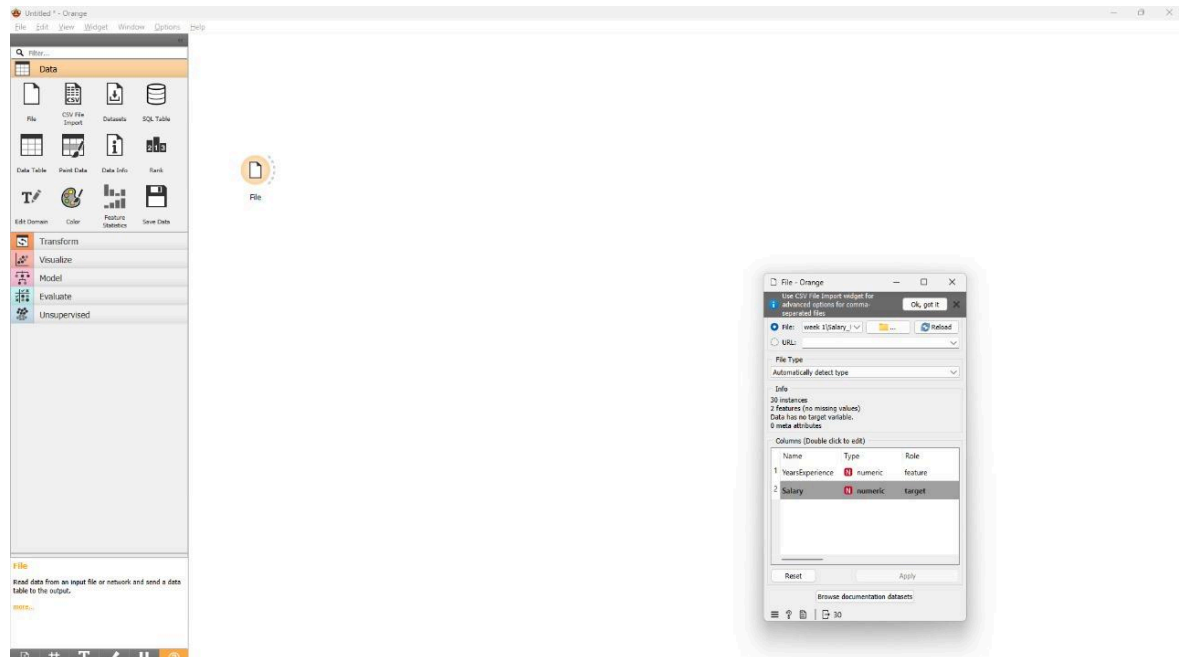 Untitled * - Orange
File Edit View Widget Window Options Help
Filter...
Data
File
CSV File Import
Datasets
SQL Table
Data Table
Paint Data
Data Info
Rank
Edit Domain
Color
Feature Statistics
Save Data
Transform
Visualize
Model
Evaluate
Unsupervised
File
Read data from an input file or network and send a data
table to the output.
more...
File
File - Orange
Use CSV File Import widget for
advanced options for comma-
separated files
Ok, got it
File: week 1\Salary_ ... Reload
URL:
File Type
Automatically detect type
Info
30 instances
2 features (no missing values)
Data has no target variable.
0 meta attributes
Columns (Double click to edit)
Name Type Role
1 YearsExperience N numeric feature
2 Salary N numeric target
Reset Apply
Browse documentation datasets
30